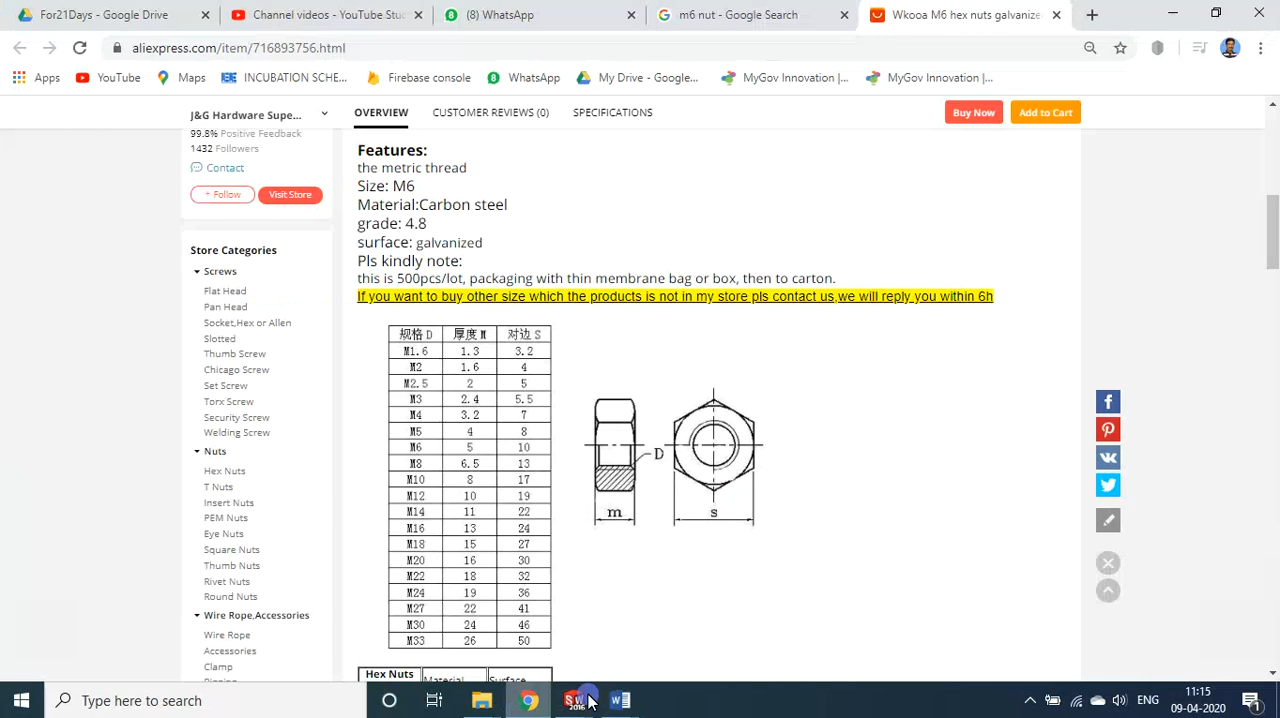 For21Days - Google Drive
Channel videos - YouTube Stu
(8) WhatsApp
m6 nut - Google Search
Wkooa M6 hex nuts galvanize
aliexpress.com/item/716893756.html
Apps
YouTube
Maps
INCUBATION SCHE...
Firebase console
WhatsApp
My Drive - Google...
MyGov Innovation |...
MyGov Innovation |...
J&G Hardware Supe...
OVERVIEW
CUSTOMER REVIEWS (0)
SPECIFICATIONS
Buy Now
Add to Cart
99.8% Positive Feedback
1432 Followers
Contact
+ Follow
Visit Store
Store Categories
Screws
Flat Head
Pan Head
Socket,Hex or Allen
Slotted
Thumb Screw
Chicago Screw
Set Screw
Torx Screw
Security Screw
Welding Screw
Nuts
Hex Nuts
T Nuts
Insert Nuts
PEM Nuts
Eye Nuts
Square Nuts
Thumb Nuts
Rivet Nuts
Round Nuts
Wire Rope,Accessories
Wire Rope
Accessories
Clamp
Features:
the metric thread
Size: M6
Material:Carbon steel
grade: 4.8
surface: galvanized
Pls kindly note:
this is 500pcs/lot, packaging with thin membrane bag or box, then to carton.
If you want to buy other size which the products is not in my store pls contact us,we will reply you within 6h
规格 D 厚度 M 对边 S
M1.6 1.3 3.2
M2 1.6 4
M2.5 2 5
M3 2.4 5.5
M4 3.2 7
M5 4 8
M6 5 10
M8 6.5 13
M10 8 17
M12 10 19
M14 11 22
M16 13 24
M18 15 27
M20 16 30
M22 18 32
M24 19 36
M27 22 41
M30 24 46
M33 26 50
D
m
s
Hex Nuts Material Surface
Type here to search
2016
ENG
11:15
09-04-2020